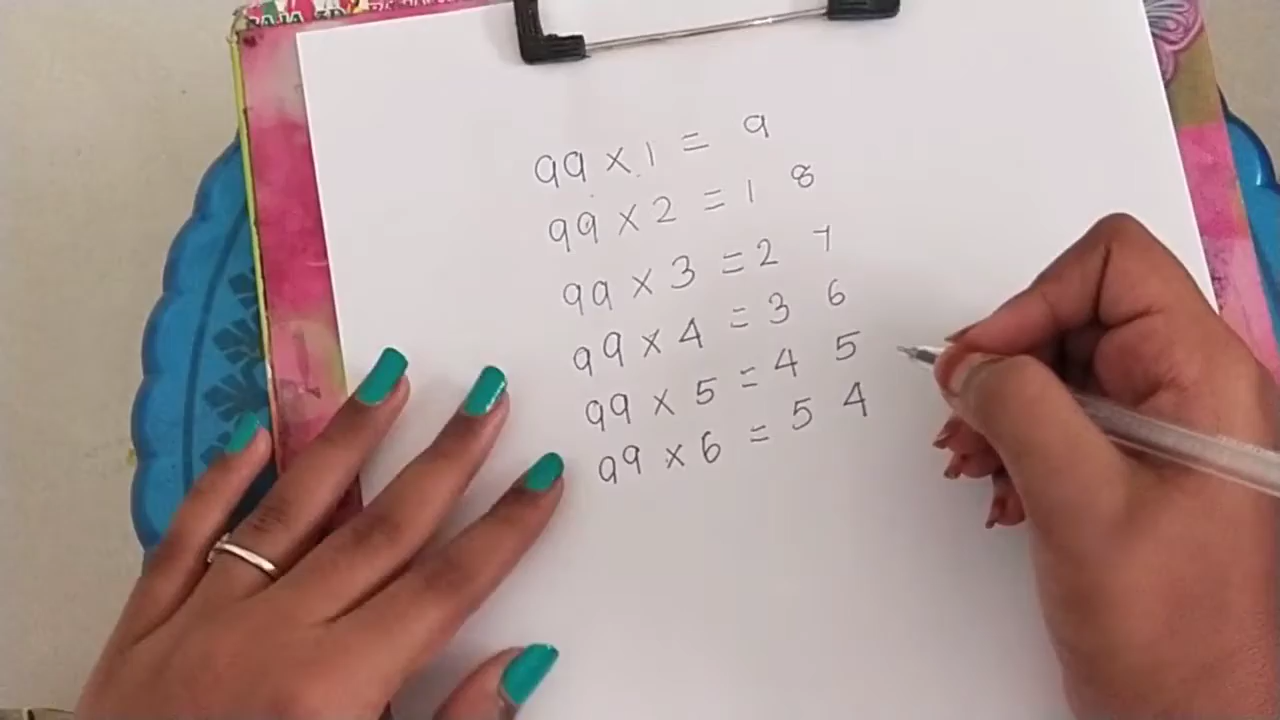 99 × 1 = 9
99 × 2 = 1 8
99 × 3 = 2 7
99 × 4 = 3 6
99 × 5 = 4 5
99 × 6 = 5 4